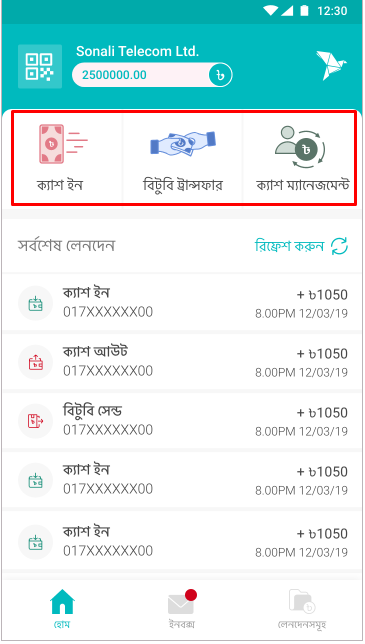 12:30
Sonali Telecom Ltd.
2500000.00 ৳
ক্যাশ ইন
বিটুবি ট্রান্সফার
ক্যাশ ম্যানেজমেন্ট
সর্বশেষ লেনদেন
রিফ্রেশ করুন
ক্যাশ ইন
+ ৳1050
017XXXXXX00
8.00PM 12/03/19
ক্যাশ আউট
+ ৳1050
017XXXXXX00
8.00PM 12/03/19
বিটুবি সেন্ড
+ ৳1050
017XXXXXX00
8.00PM 12/03/19
ক্যাশ ইন
+ ৳1050
017XXXXXX00
8.00PM 12/03/19
ক্যাশ ইন
+ ৳1050
017XXXXXX00
8.00PM 12/03/19
হোম
ইনবক্স
লেনদেনসমূহ